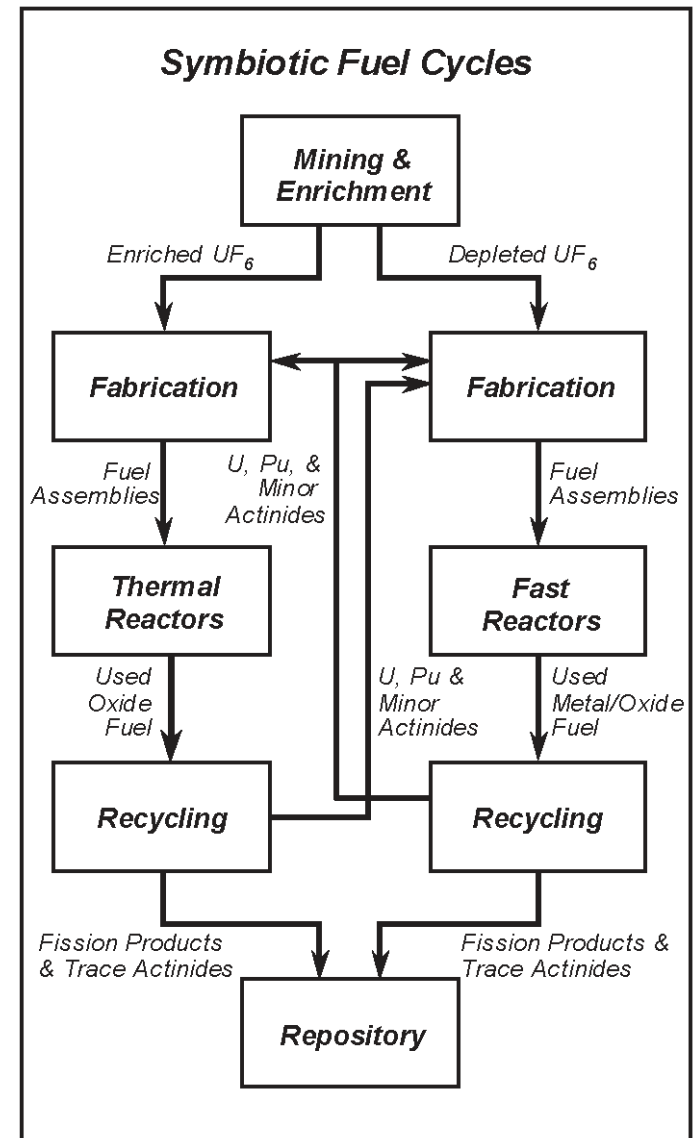 Symbiotic Fuel Cycles
Mining &
Enrichment
Enriched UF6
Depleted UF6
Fabrication
Fabrication
Fuel
Assemblies
U, Pu, &
Minor
Actinides
Fuel
Assemblies
Thermal
Reactors
Fast
Reactors
Used
Oxide
Fuel
U, Pu &
Minor
Actinides
Used
Metal/Oxide
Fuel
Recycling
Recycling
Fission Products
& Trace Actinides
Fission Products &
Trace Actinides
Repository